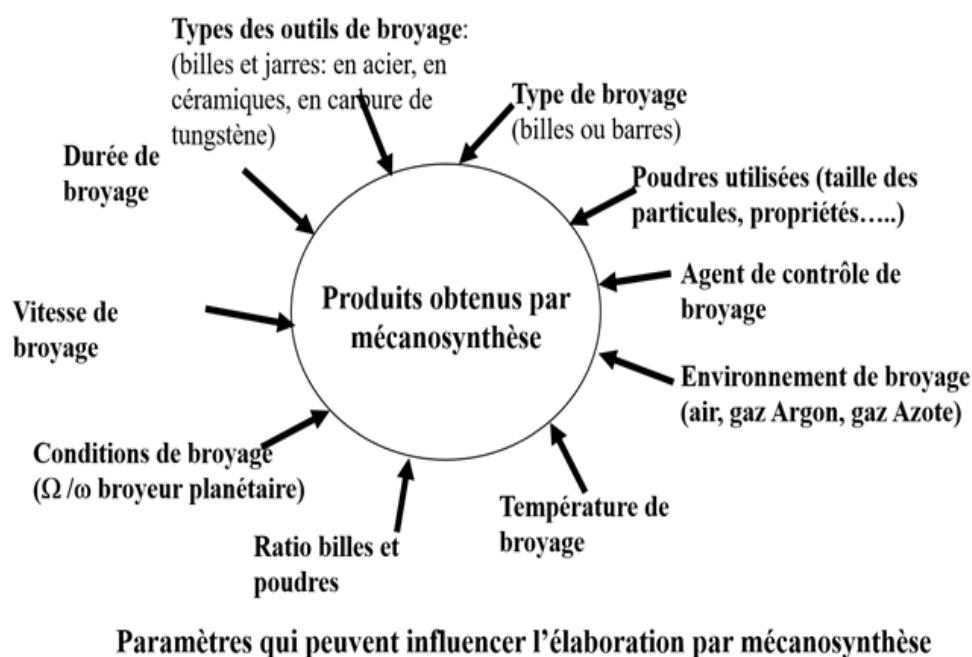 Types des outils de broyage:
(billes et jarres: en acier, en
céramiques, en carbure de
tungstène)
Type de broyage
(billes ou barres)
Durée de
broyage
Poudres utilisées (taille des
particules, propriétés…..)
Agent de contrôle de
broyage
Produits obtenus par
mécanosynthèse
Vitesse de
broyage
Environnement de broyage
(air, gaz Argon, gaz Azote)
Conditions de broyage
(Ω /ω broyeur planétaire)
Température de
broyage
Ratio billes et
poudres
Paramètres qui peuvent influencer l’élaboration par mécanosynthèse